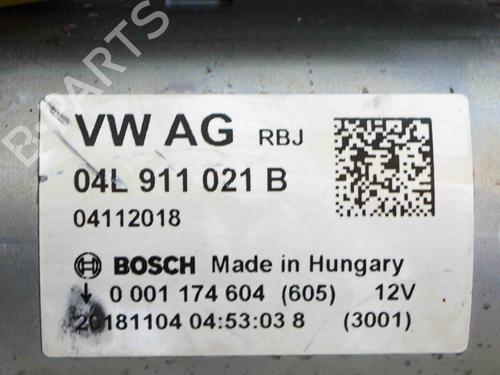 B-PARTS
VW AG RBJ
04L 911 021 B
04112018
BOSCH Made in Hungary
0 001 174 604 (605) 12V
20181104 04:53:03 8 (3001)